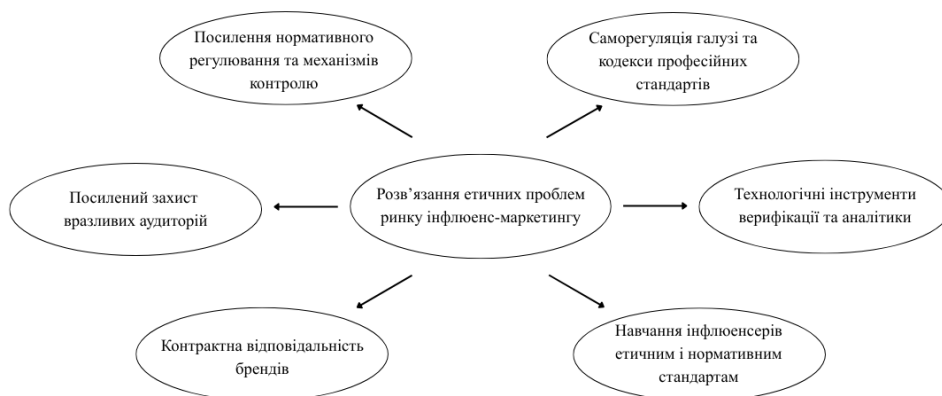 Посилення нормативного
регулювання та механізмів
контролю
Саморегуляція галузі та
кодекси професійних
стандартів
Посилений захист
вразливих аудиторій
Розв’язання етичних проблем
ринку інфлюенс-маркетингу
Технологічні інструменти
верифікації та аналітики
Контрактна відповідальність
брендів
Навчання інфлюенсерів
етичним і нормативним
стандартам